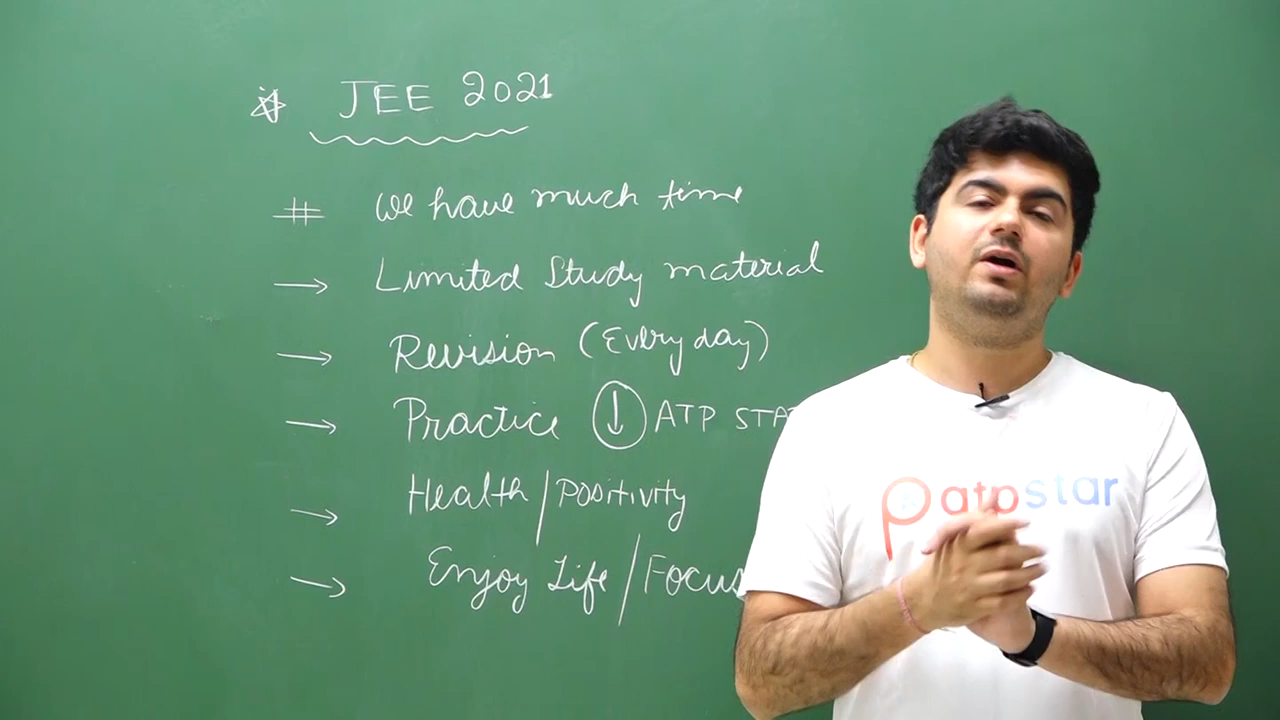 JEE 2021
# We have much time
→ Limited Study material
→ Revision (Every day)
→ Practice ↓ ATP STA
→ Health/Positivity
→ Enjoy Life/Focus
atpstar